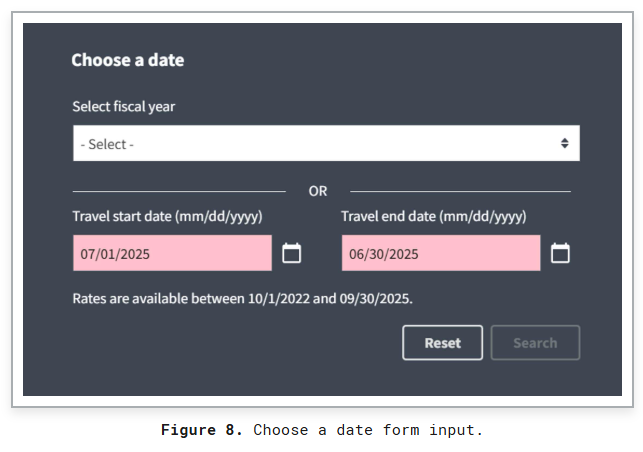 Choose a date
Select fiscal year
- Select -
OR
Travel start date (mm/dd/yyyy)
Travel end date (mm/dd/yyyy)
07/01/2025
06/30/2025
Rates are available between 10/1/2022 and 09/30/2025.
Reset
Search
Figure 8. Choose a date form input.